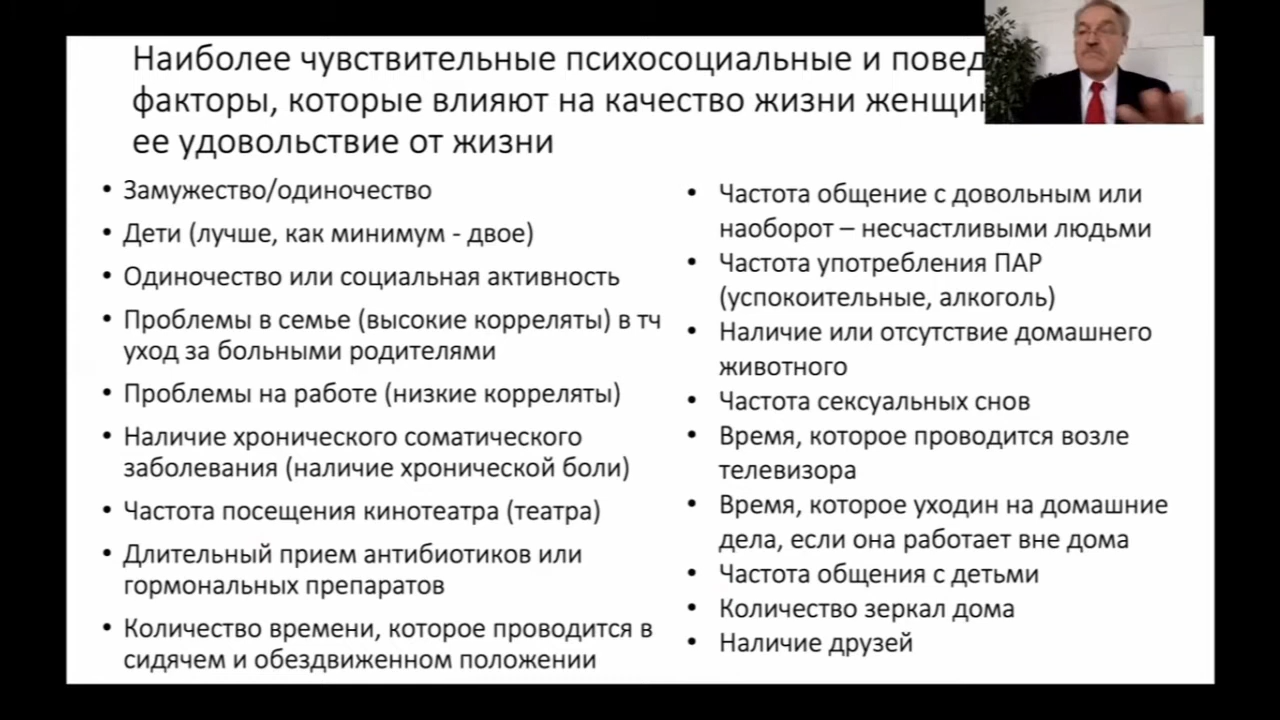 Наиболее чувствительные психосоциальные и
факторы, которые влияют на качество жизни
ее удовольствие от жизни
• Замужество/одиночество
• Дети (лучше, как минимум - двое)
• Одиночество или социальная активность
• Проблемы в семье (высокие корреляты) в тч
уход за больными родителями
• Проблемы на работе (низкие корреляты)
• Наличие хронического соматического
заболевания (наличие хронической боли)
• Частота посещения кинотеатра (театра)
• Длительный прием антибиотиков или
гормональных препаратов
• Количество времени, которое проводится в
сидячем и обездвиженном положении
• Частота общение с довольным или
наоборот – несчастливыми людьми
• Частота употребления ПАР
(успокоительные, алкоголь)
• Наличие или отсутствие домашнего
животного
• Частота сексуальных снов
• Время, которое проводится возле
телевизора
• Время, которое уходин на домашние
дела, если она работает вне дома
• Частота общения с детьми
• Количество зеркал дома
• Наличие друзей